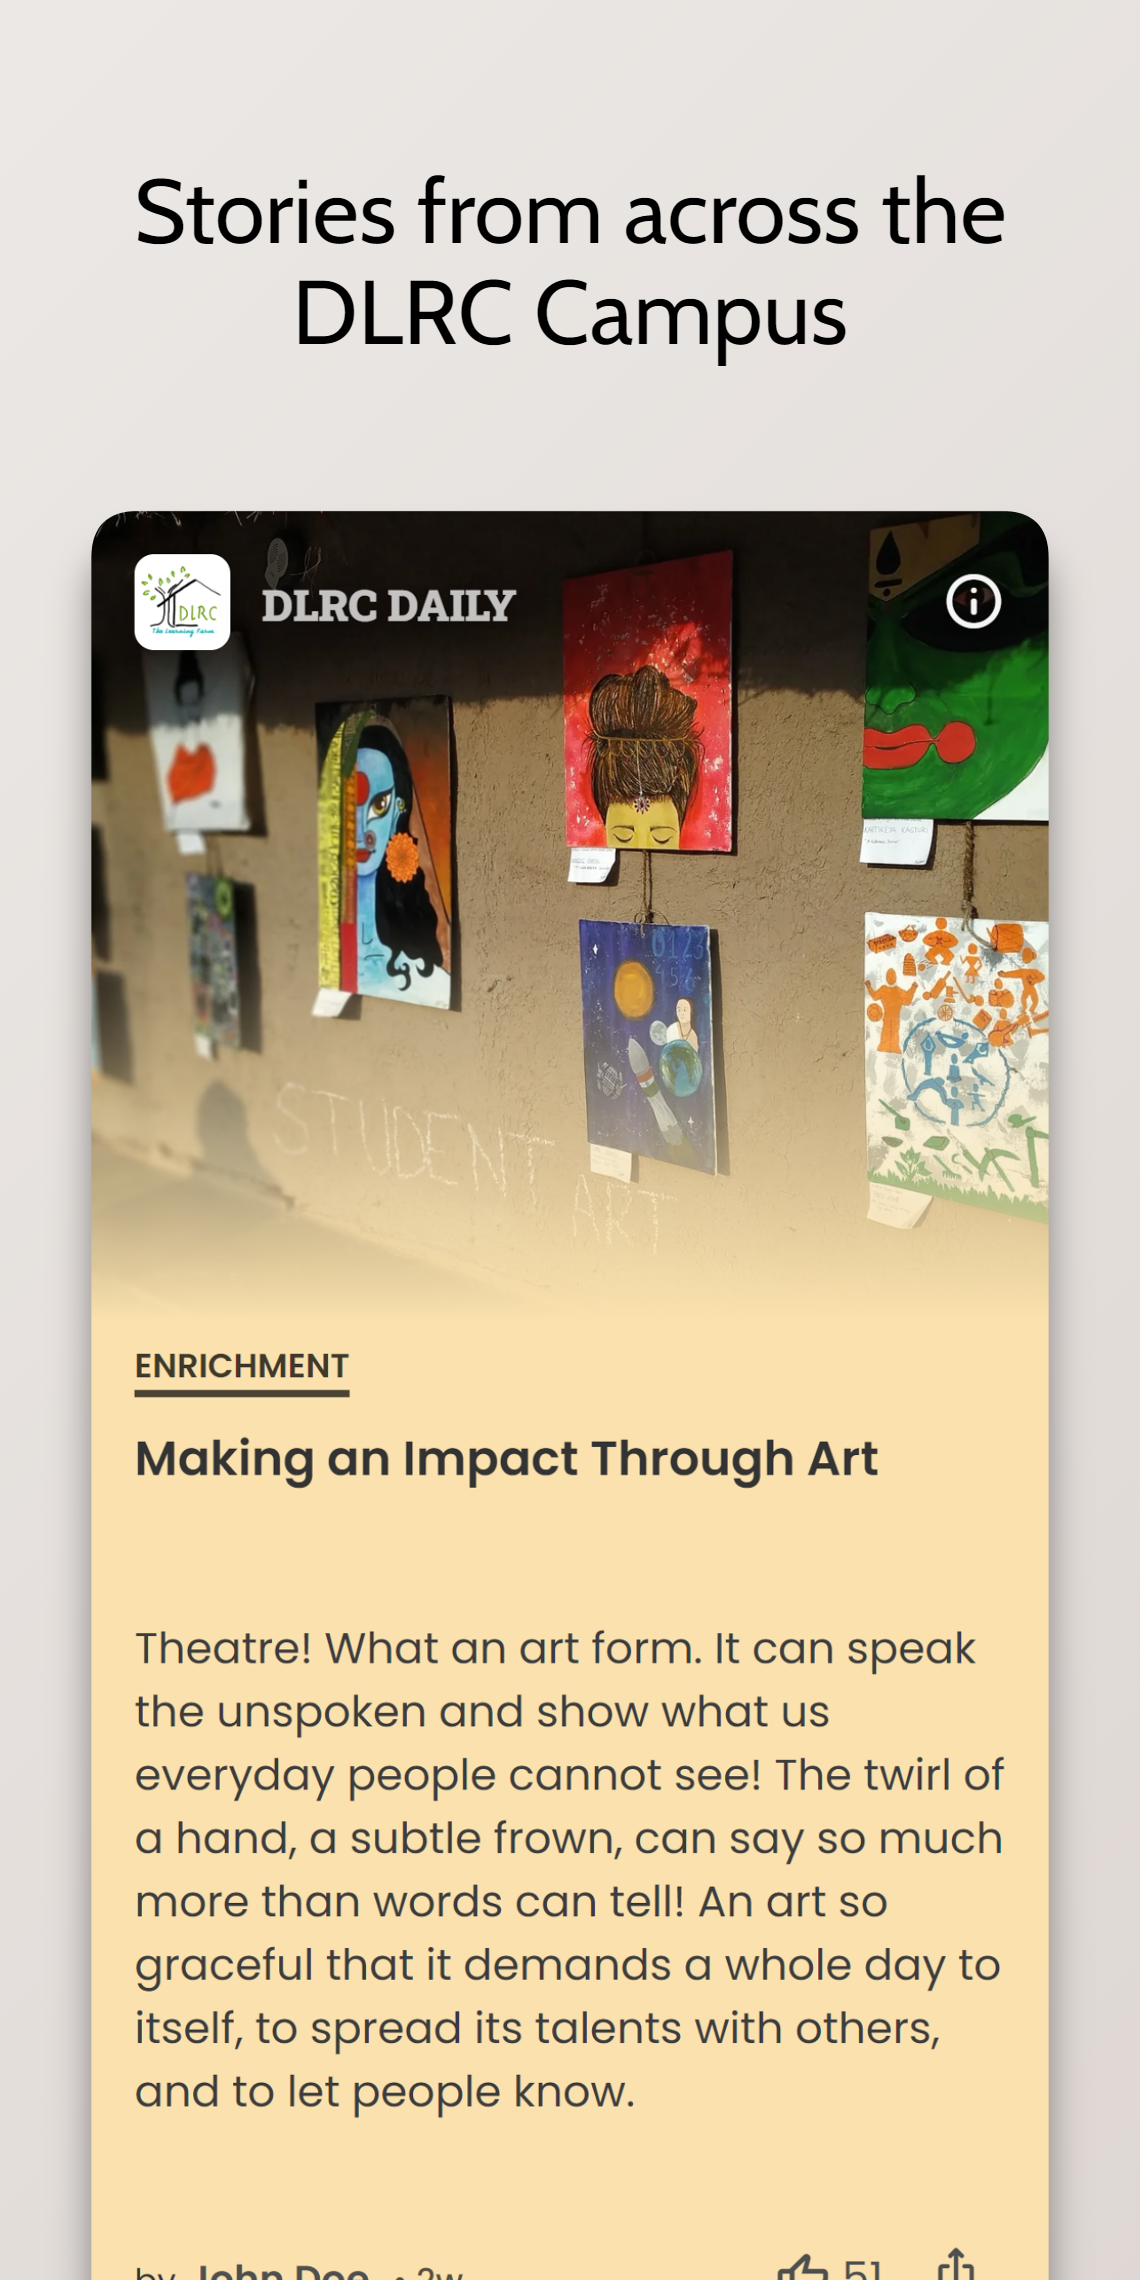 Stories from across the
DLRC Campus
DLRC
The Learning Farm
DLRC DAILY
0123
456
KARTIKEYA KASTURI
STUDENT
ART
ENRICHMENT
Making an Impact Through Art
Theatre! What an art form. It can speak
the unspoken and show what us
everyday people cannot see! The twirl of
a hand, a subtle frown, can say so much
more than words can tell! An art so
graceful that it demands a whole day to
itself, to spread its talents with others,
and to let people know.
by John Doe • 2w
51